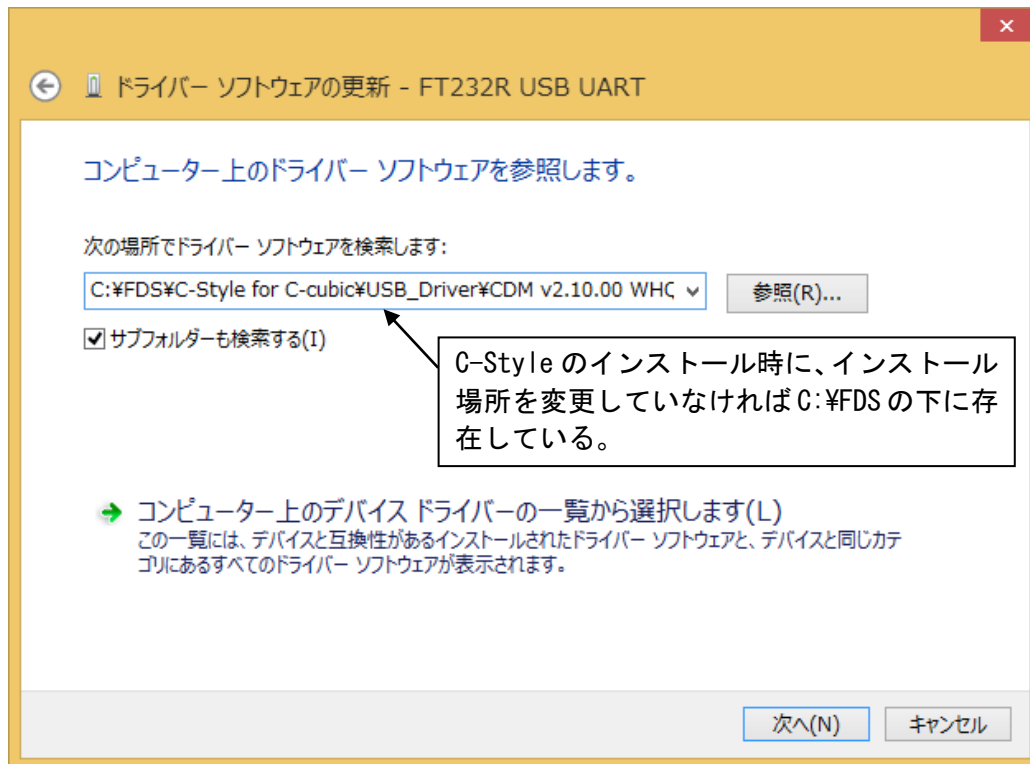 ドライバー ソフトウェアの更新 - FT232R USB UART
コンピューター上のドライバー ソフトウェアを参照します。
次の場所でドライバー ソフトウェアを検索します:
C:¥FDS¥C-Style for C-cubic¥USB_Driver¥CDM v2.10.00 WHQ
参照(R)...
サブフォルダーも検索する(I)
C-Style のインストール時に、インストール
場所を変更していなければ C:¥FDS の下に存
在している。
コンピューター上のデバイス ドライバーの一覧から選択します(L)
この一覧には、デバイスと互換性があるインストールされたドライバー ソフトウェアと、デバイスと同じカテ
ゴリにあるすべてのドライバー ソフトウェアが表示されます。
次へ(N)
キャンセル